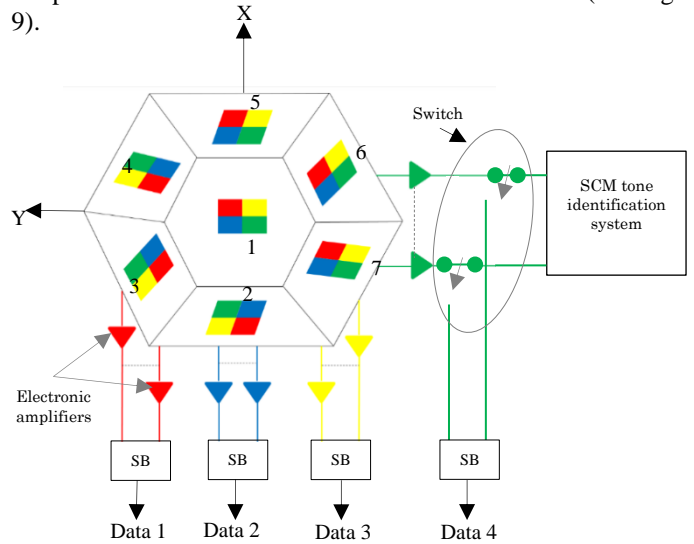 9).
X
5
Switch
4
6
SCM tone
identification
system
Y
1
7
3
2
Electronic
amplifiers
SB
SB
SB
SB
Data 1
Data 2
Data 3
Data 4